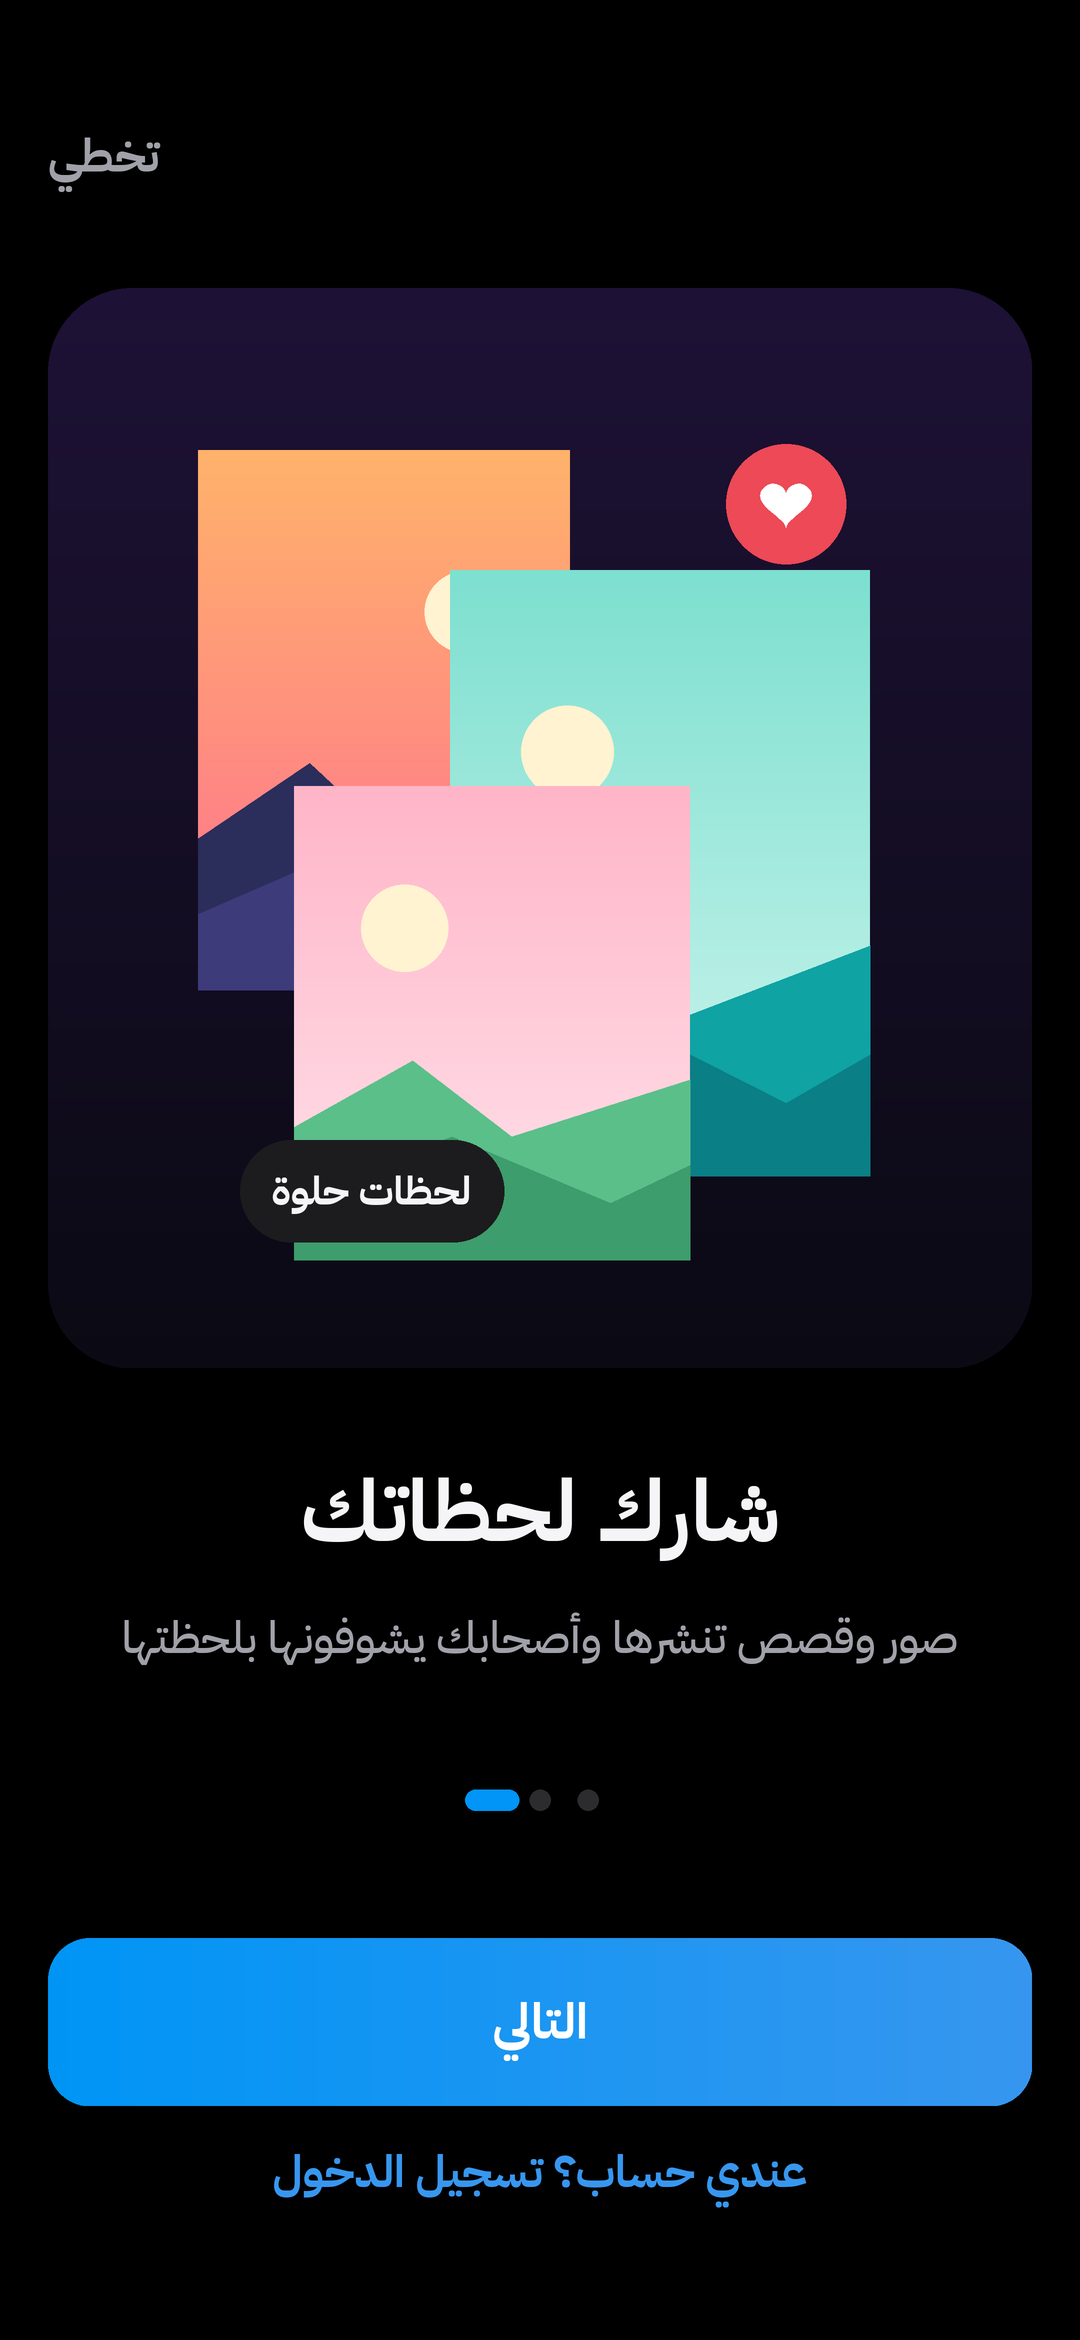 تخطي
لحظات حلوة
شارك لحظاتك
صور وقصص تنشرها وأصحابك يشوفونها بلحظتها
التالي
عندي حساب؟ تسجيل الدخول